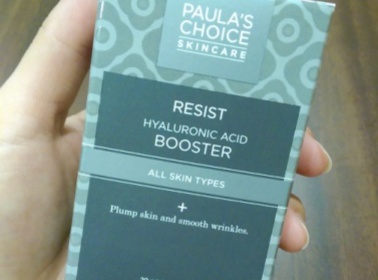 PAULA'S
CHOICE
SKINCARE
RESIST
HYALURONIC ACID
BOOSTER
ALL SKIN TYPES
+
Plump skin and smooth wrinkles.